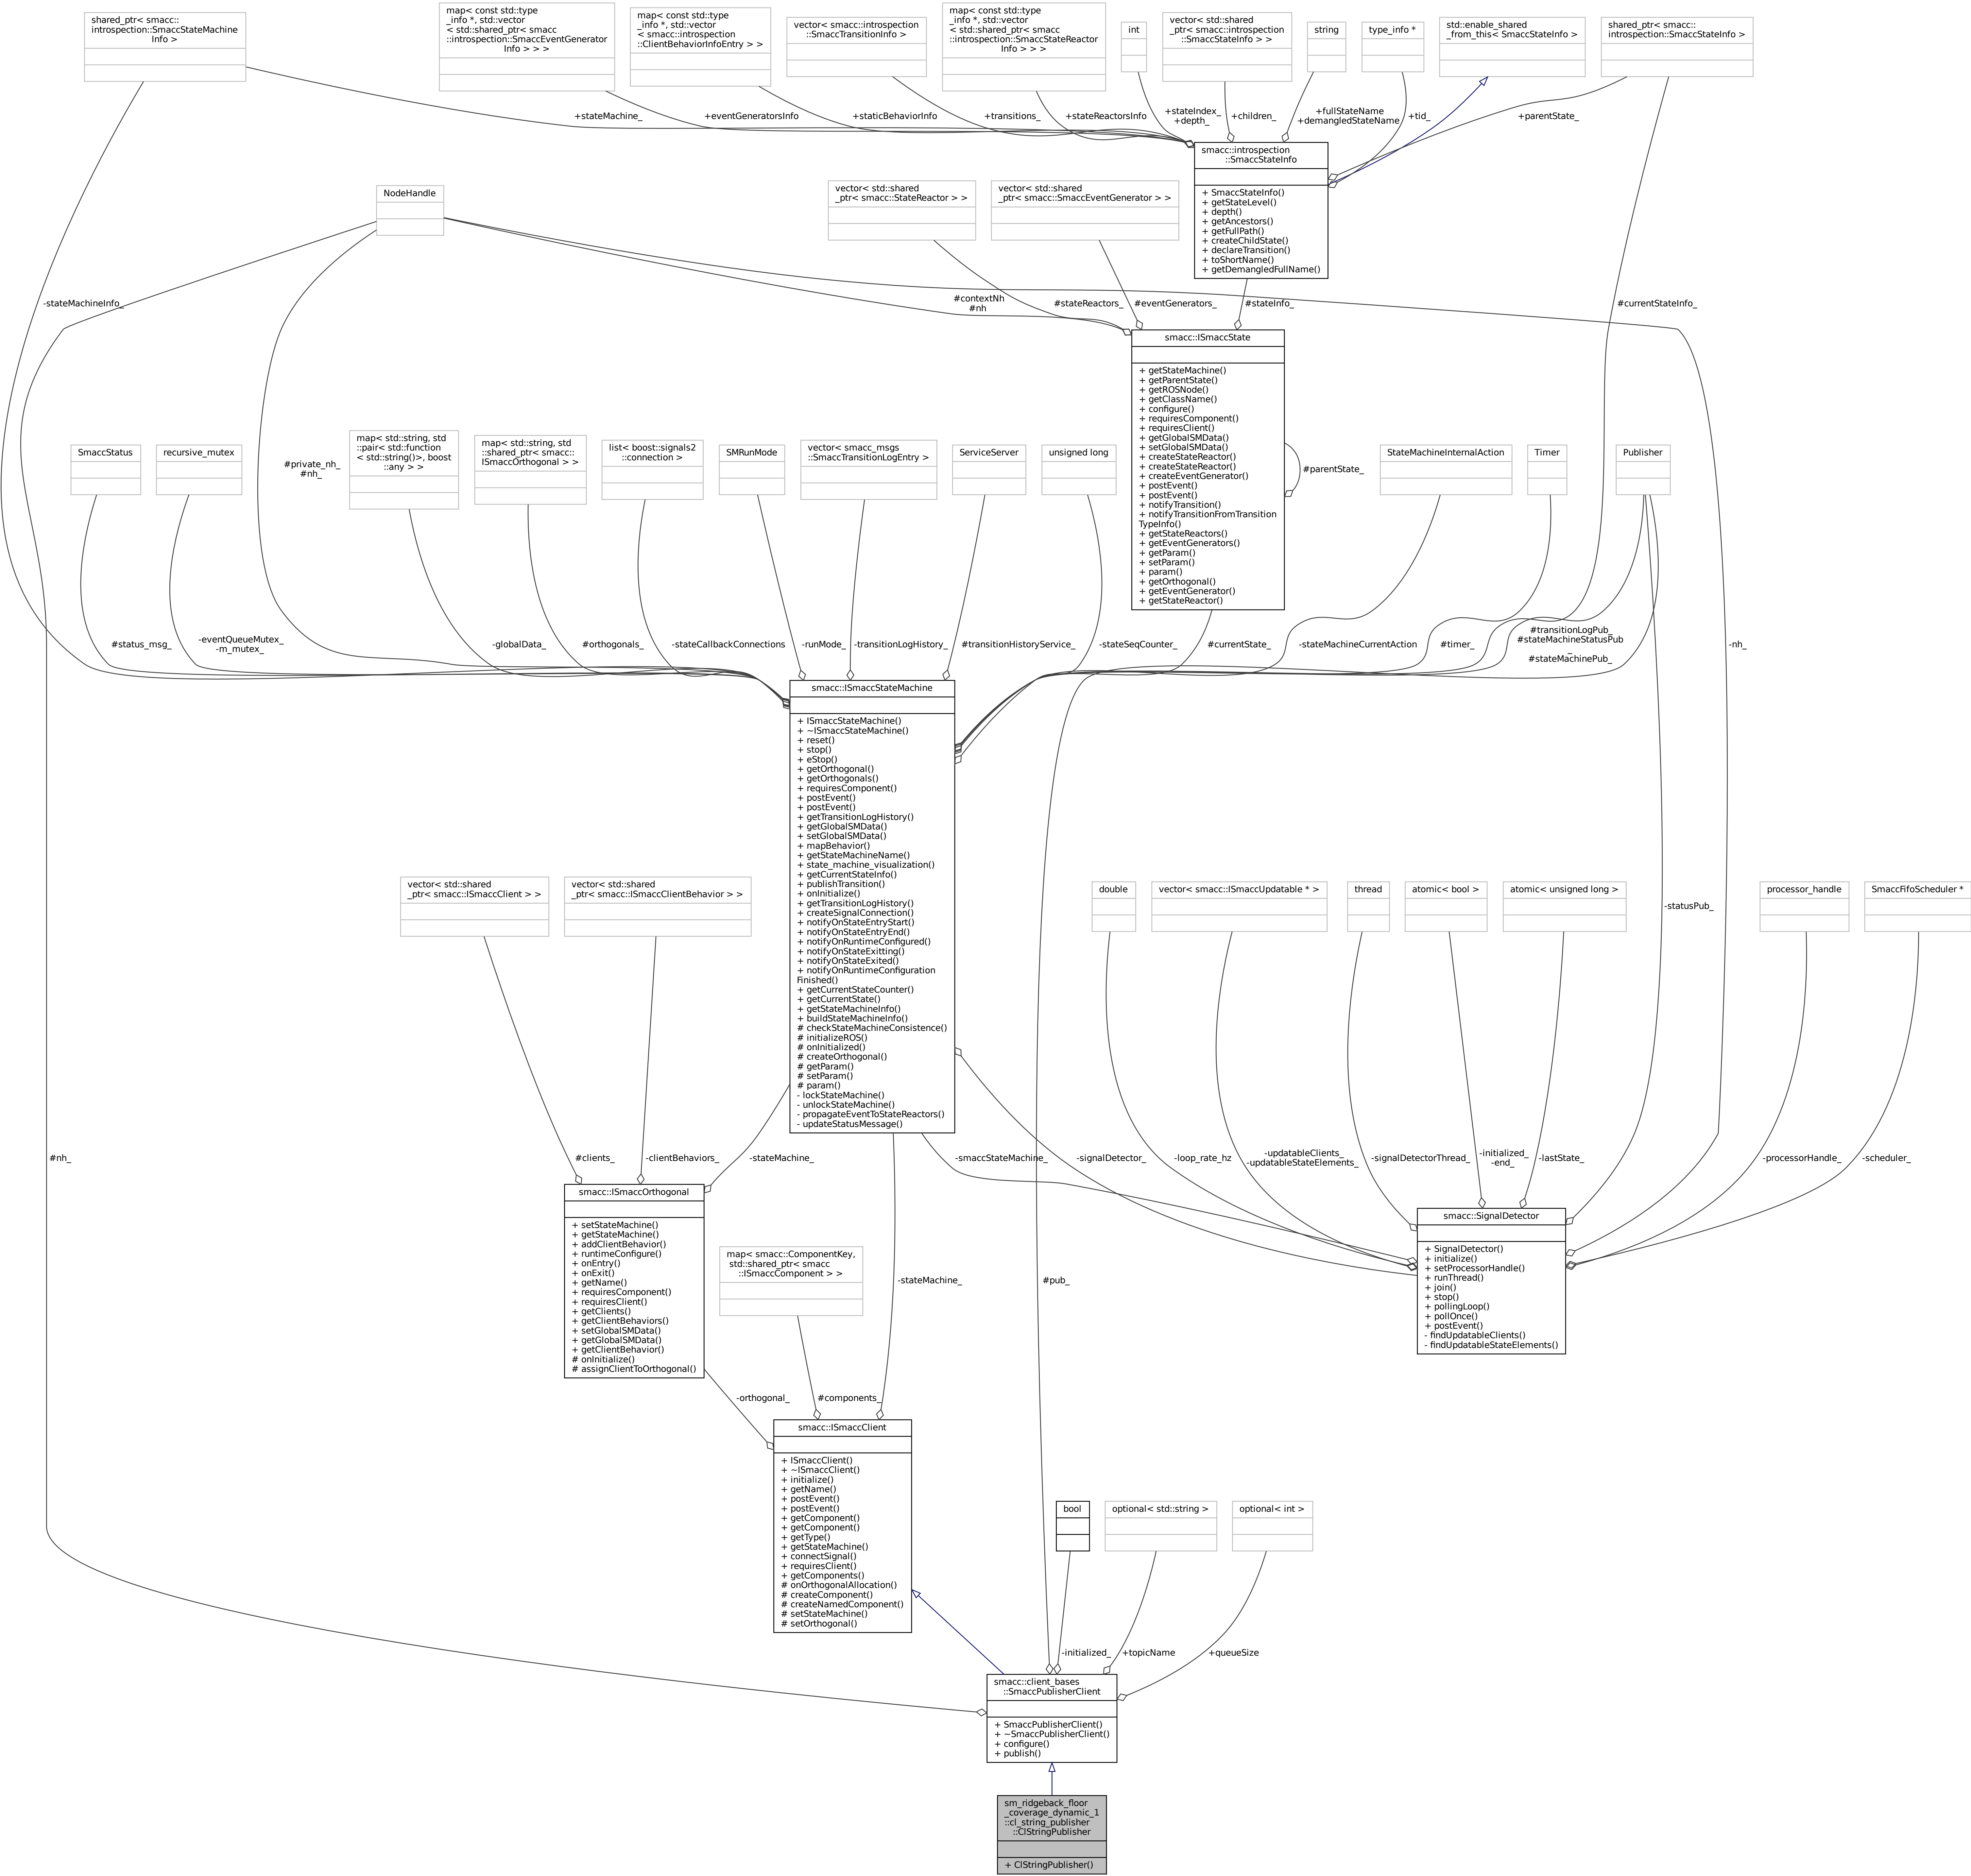 shared_ptr< smacc::
introspection::SmaccStateMachine
Info >
map< const std::type
_info *, std::vector
< std::shared_ptr< smacc
::introspection::SmaccEventGenerator
Info > > >
map< const std::type
_info *, std::vector
< smacc::introspection
::ClientBehaviorInfoEntry > >
vector< smacc::introspection
::SmaccTransitionInfo >
map< const std::type
_info *, std::vector
< std::shared_ptr< smacc
::introspection::SmaccStateReactor
Info > > >
int
vector< std::shared
_ptr< smacc::introspection
::SmaccStateInfo > >
string
type_info *
std::enable_shared
_from_this< SmaccStateInfo >
shared_ptr< smacc::
introspection::SmaccStateInfo >
+stateMachine_
+eventGeneratorsInfo
+staticBehaviorInfo
+transitions_
+stateReactorsInfo
+stateIndex_
+depth_
+children_
+fullStateName
+demangledStateName
+tid_
+parentState_
smacc::introspection
::SmaccStateInfo
+ SmaccStateInfo()
+ getStateLevel()
+ depth()
+ getAncestors()
+ getFullPath()
+ createChildState()
+ declareTransition()
+ toShortName()
+ getDemangledFullName()
NodeHandle
vector< std::shared
_ptr< smacc::StateReactor > >
vector< std::shared
_ptr< smacc::SmaccEventGenerator > >
-stateMachineInfo_
#contextNh
#nh
#stateReactors_
#eventGenerators_
#stateInfo_
#currentStateInfo_
smacc::ISmaccState
+ getStateMachine()
+ getParentState()
+ getROSNode()
+ getClassName()
+ configure()
+ requiresComponent()
+ requiresClient()
+ getGlobalSMData()
+ setGlobalSMData()
+ createStateReactor()
+ createStateReactor()
+ createEventGenerator()
+ postEvent()
+ postEvent()
+ notifyTransition()
+ notifyTransitionFromTransition
TypeInfo()
+ getStateReactors()
+ getEventGenerators()
+ getParam()
+ setParam()
+ param()
+ getOrthogonal()
+ getEventGenerator()
+ getStateReactor()
#parentState_
SmaccStatus
recursive_mutex
#private_nh_
#nh_
map< std::string, std
::pair< std::function
< std::string()>, boost
::any > >
map< std::string, std
::shared_ptr< smacc::
ISmaccOrthogonal > >
list< boost::signals2
::connection >
SMRunMode
vector< smacc_msgs
::SmaccTransitionLogEntry >
ServiceServer
unsigned long
StateMachineInternalAction
Timer
Publisher
#status_msg_
-eventQueueMutex_
-m_mutex_
-globalData_
#orthogonals_
-stateCallbackConnections
-runMode_
-transitionLogHistory_
#transitionHistoryService_
-stateSeqCounter_
#currentState_
-stateMachineCurrentAction
#timer_
#transitionLogPub_
#stateMachineStatusPub
_
#stateMachinePub_
-nh_
smacc::ISmaccStateMachine
+ ISmaccStateMachine()
+ ~ISmaccStateMachine()
+ reset()
+ stop()
+ eStop()
+ getOrthogonal()
+ getOrthogonals()
+ requiresComponent()
+ postEvent()
+ postEvent()
+ getTransitionLogHistory()
+ getGlobalSMData()
+ setGlobalSMData()
+ mapBehavior()
+ getStateMachineName()
+ state_machine_visualization()
+ getCurrentStateInfo()
+ publishTransition()
+ onInitialize()
+ getTransitionLogHistory()
+ createSignalConnection()
+ notifyOnStateEntryStart()
+ notifyOnStateEntryEnd()
+ notifyOnRuntimeConfigured()
+ notifyOnStateExitting()
+ notifyOnStateExited()
+ notifyOnRuntimeConfiguration
Finished()
+ getCurrentStateCounter()
+ getCurrentState()
+ getStateMachineInfo()
+ buildStateMachineInfo()
# checkStateMachineConsistence()
# initializeROS()
# onInitialized()
# createOrthogonal()
# getParam()
# setParam()
# param()
- lockStateMachine()
- unlockStateMachine()
- propagateEventToStateReactors()
- updateStatusMessage()
vector< std::shared
_ptr< smacc::ISmaccClient > >
vector< std::shared
_ptr< smacc::ISmaccClientBehavior > >
double
vector< smacc::ISmaccUpdatable * >
thread
atomic< bool >
atomic< unsigned long >
-statusPub_
processor_handle
SmaccFifoScheduler *
#nh_
#clients_
-clientBehaviors_
-stateMachine_
-smaccStateMachine_
-signalDetector_
-loop_rate_hz
-updatableClients_
-updatableStateElements_
-signalDetectorThread_
-initialized_
-end_
-lastState_
-processorHandle_
-scheduler_
smacc::ISmaccOrthogonal
+ setStateMachine()
+ getStateMachine()
+ addClientBehavior()
+ runtimeConfigure()
+ onEntry()
+ onExit()
+ getName()
+ requiresComponent()
+ requiresClient()
+ getClients()
+ getClientBehaviors()
+ setGlobalSMData()
+ getGlobalSMData()
+ getClientBehavior()
# onInitialize()
# assignClientToOrthogonal()
smacc::SignalDetector
+ SignalDetector()
+ initialize()
+ setProcessorHandle()
+ runThread()
+ join()
+ stop()
+ pollingLoop()
+ pollOnce()
+ postEvent()
- findUpdatableClients()
- findUpdatableStateElements()
map< smacc::ComponentKey,
std::shared_ptr< smacc
::ISmaccComponent > >
-stateMachine_
#pub_
-orthogonal_
#components_
smacc::ISmaccClient
+ ISmaccClient()
+ ~ISmaccClient()
+ initialize()
+ getName()
+ postEvent()
+ postEvent()
+ getComponent()
+ getComponent()
+ getType()
+ getStateMachine()
+ connectSignal()
+ requiresClient()
+ getComponents()
# onOrthogonalAllocation()
# createComponent()
# createNamedComponent()
# setStateMachine()
# setOrthogonal()
bool
optional< std::string >
optional< int >
-initialized_
+topicName
+queueSize
smacc::client_bases
::SmaccPublisherClient
+ SmaccPublisherClient()
+ ~SmaccPublisherClient()
+ configure()
+ publish()
sm_ridgeback_floor
_coverage_dynamic_1
::cl_string_publisher
::ClStringPublisher
+ ClStringPublisher()